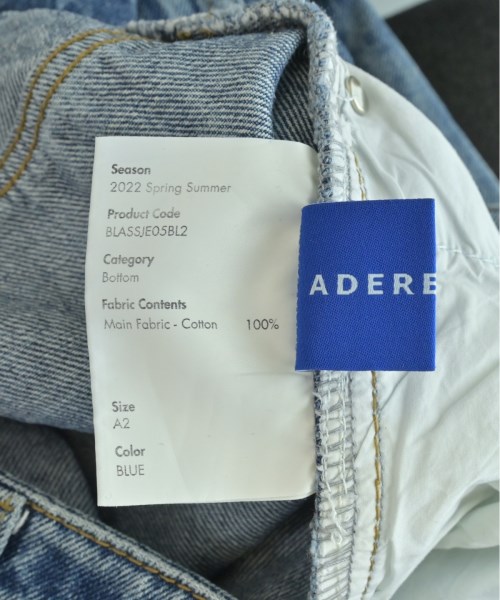 Season
2022 Spring Summer
Product Code
BLASSJE05BL2
Category
Bottom
Fabric Contents
Main Fabric - Cotton 100%
Size
A2
Color
BLUE
ADERE